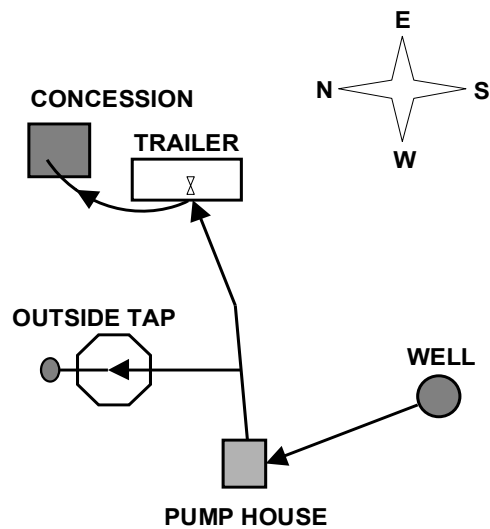 E
CONCESSION
N
S
TRAILER
W
OUTSIDE TAP
WELL
PUMP HOUSE